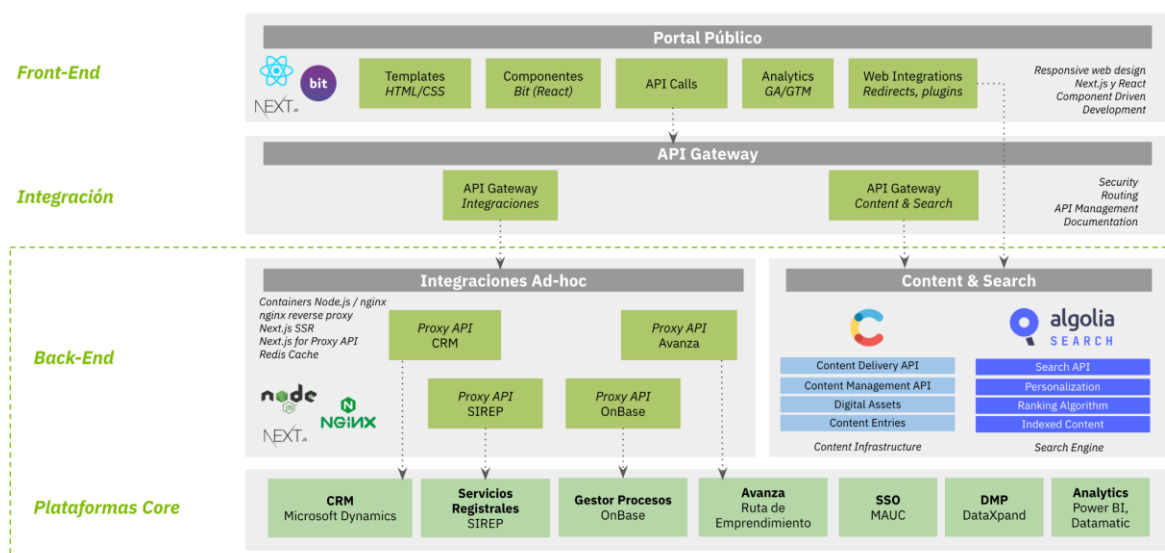 Front-End
Portal Público
bit
NEXT.JS
Templates
HTML/CSS
Componentes
Bit (React)
API Calls
Analytics
GA/GTM
Web Integrations
Redirects, plugins
Responsive web design
Next.js y React
Component Driven
Development
Integración
API Gateway
API Gateway
Integraciones
API Gateway
Content & Search
Security
Routing
API Management
Documentation
Back-End
Integraciones Ad-hoc
Containers Node.js / nginx
nginx reverse proxy
Next.js SSR
Next.js for Proxy API
Redis Cache
node
JS
NGINX
NEXT.JS
Proxy API
CRM
Proxy API
SIREP
Proxy API
OnBase
Proxy API
Avanza
Content & Search
Content Delivery API
Content Management API
Digital Assets
Content Entries
Content Infrastructure
algolia
SEARCH
Search API
Personalization
Ranking Algorithm
Indexed Content
Search Engine
Plataformas Core
CRM
Microsoft Dynamics
Servicios
Registrales
SIREP
Gestor Procesos
OnBase
Avanza
Ruta de
Emprendimiento
SSO
MAUC
DMP
DataXpand
Analytics
Power BI,
Datamatic